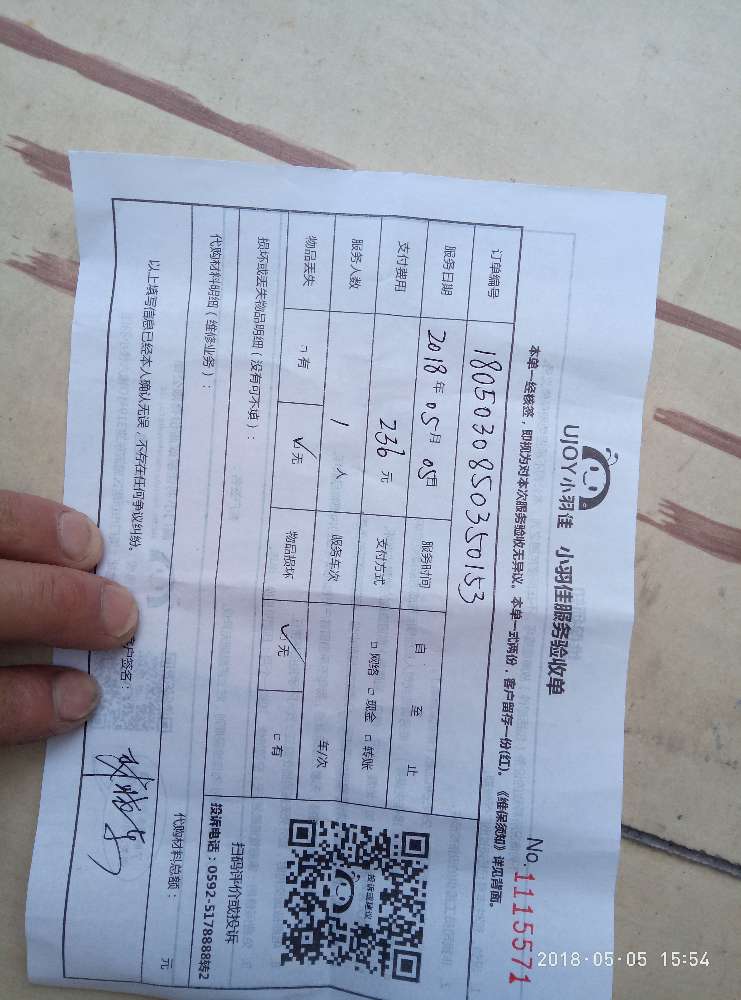 UJOY小羽佳 小羽佳服务验收单
No. 1115571
本单一经核签，即视为对本次服务验收无异议。本单一式两份，客户留存一份(红)。《维保须知》详见背面。
订单编号 1805030850350153
服务日期 2018年05月05日 服务时间 自： 至 止
支付费用 236元 支付方式 □网络 □现金 □转账
服务人数 1人 服务车次 车/次
物品丢失 □有 ☑无 物品损坏 ☑无 □有
损坏或丢失物品明细（没有可不填）：
代购材料明细（维修业务）：
代购材料总额： 元
以上填写信息已经本人确认无误，不存在任何争议纠纷。
户签名：
投诉或建议
扫码评价或投诉
投诉电话：0592-5178888转2
2018-05-05 15:54